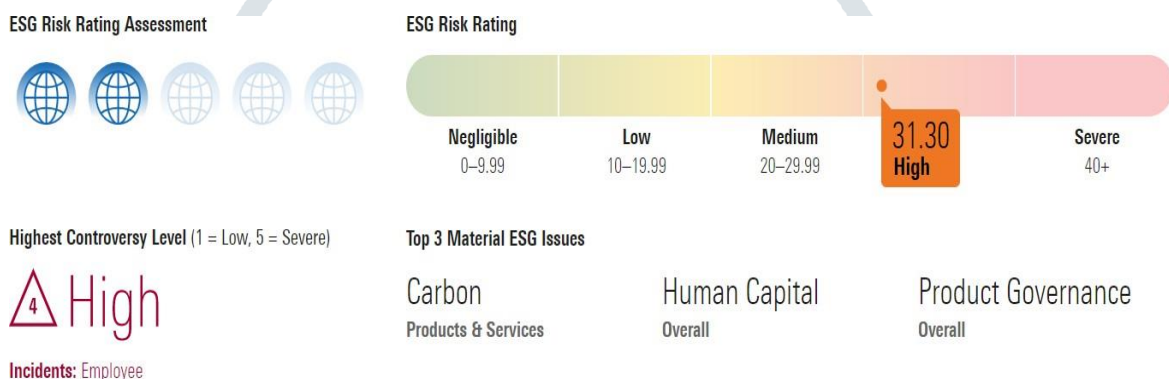 ESG Risk Rating Assessment
ESG Risk Rating
Negligible
0–9.99
Low
10–19.99
Medium
20–29.99
31.30
High
Severe
40+
Highest Controversy Level (1 = Low, 5 = Severe)
4 High
Incidents: Employee
Top 3 Material ESG Issues
Carbon
Products & Services
Human Capital
Overall
Product Governance
Overall